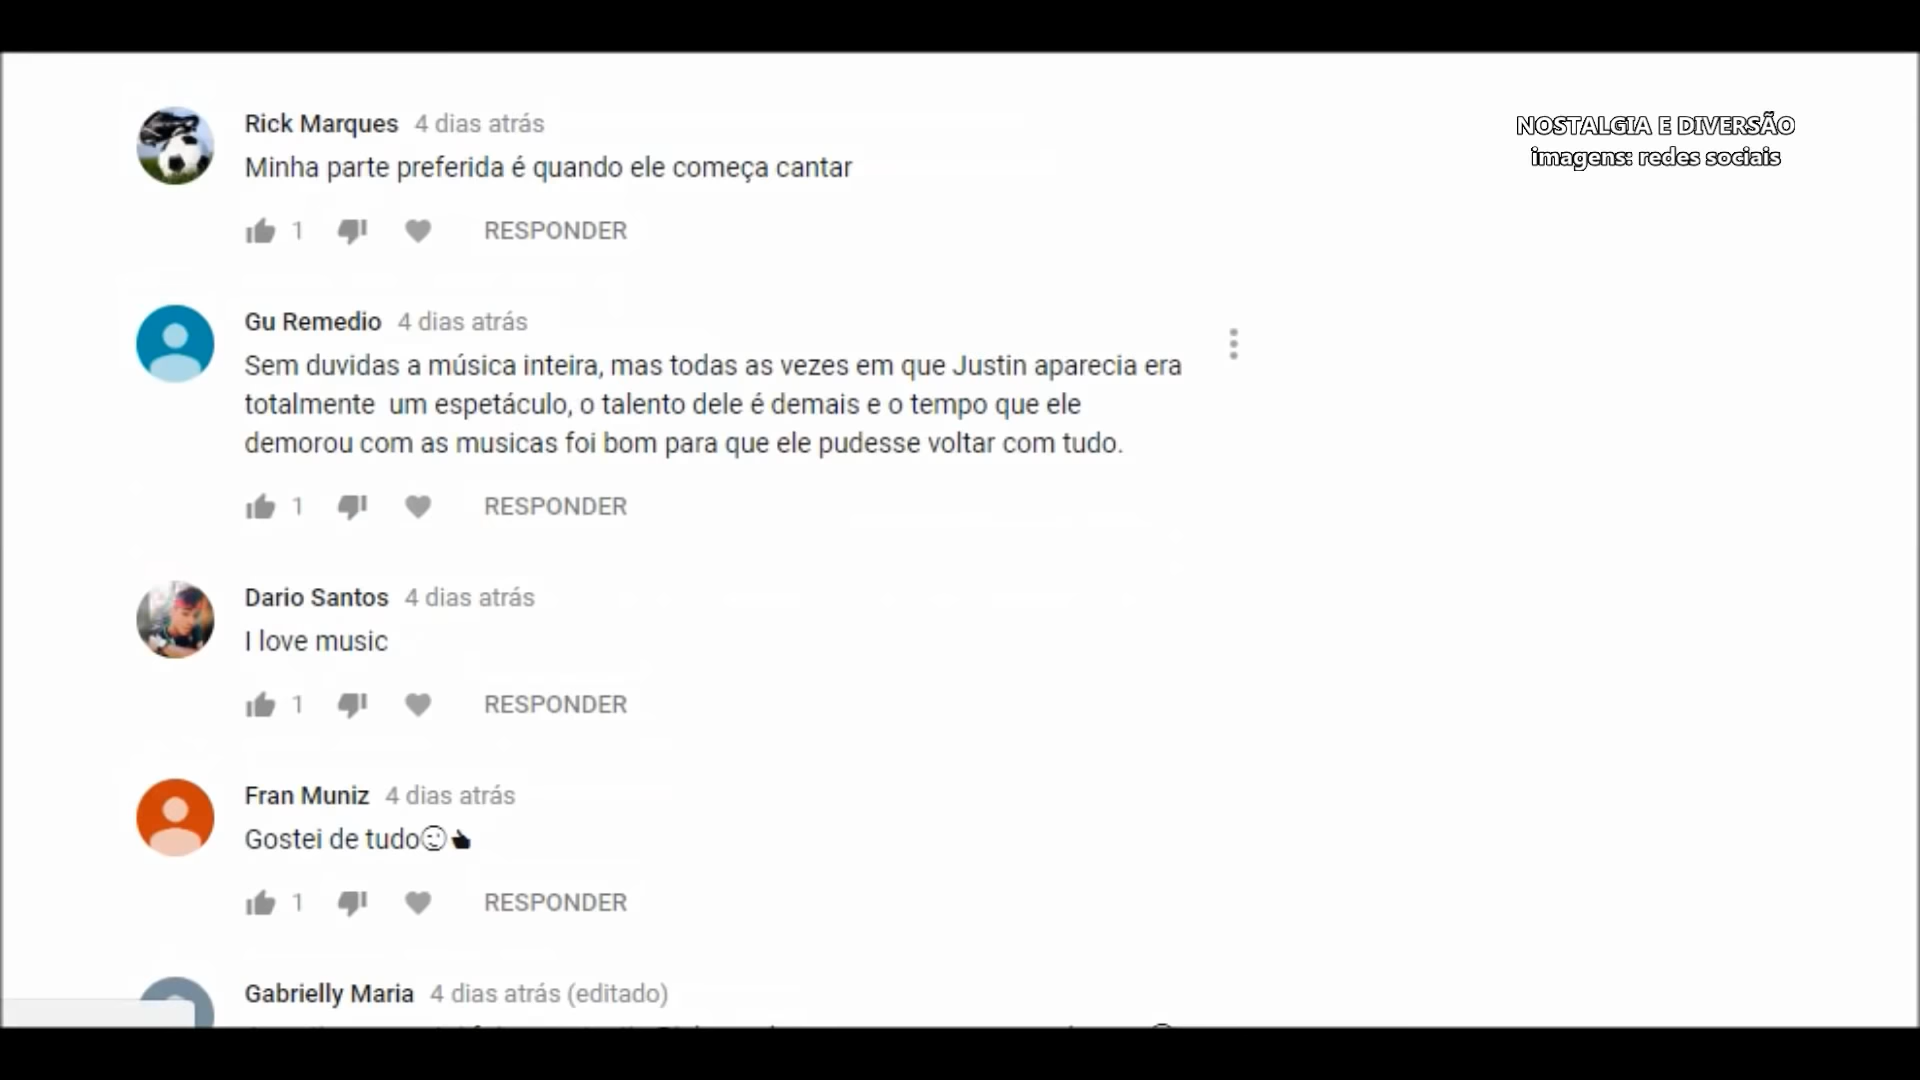 Rick Marques 4 dias atrás
Minha parte preferida é quando ele começa cantar
1 RESPONDER
NOSTALGIA E DIVERSÃO
imagens: redes sociais
Gu Remedio 4 dias atrás
Sem duvidas a música inteira, mas todas as vezes em que Justin aparecia era
totalmente um espetáculo, o talento dele é demais e o tempo que ele
demorou com as musicas foi bom para que ele pudesse voltar com tudo.
1 RESPONDER
Dario Santos 4 dias atrás
I love music
1 RESPONDER
Fran Muniz 4 dias atrás
Gostei de tudo
1 RESPONDER
Gabrielly Maria 4 dias atrás (editado)